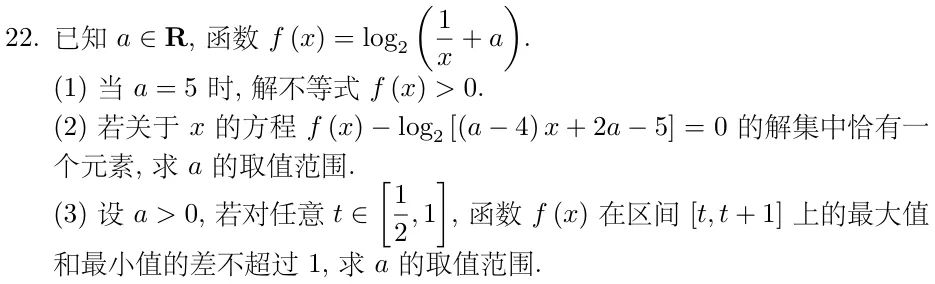 22. 已知 a ∈ R, 函数 f (x) = log₂ (1/x + a).
(1) 当 a = 5 时, 解不等式 f (x) > 0.
(2) 若关于 x 的方程 f (x) − log₂ [(a − 4) x + 2a − 5] = 0 的解集中恰有一
个元素, 求 a 的取值范围.
(3) 设 a > 0, 若对任意 t ∈ [1/2, 1], 函数 f (x) 在区间 [t, t + 1] 上的最大值
和最小值的差不超过 1, 求 a 的取值范围.